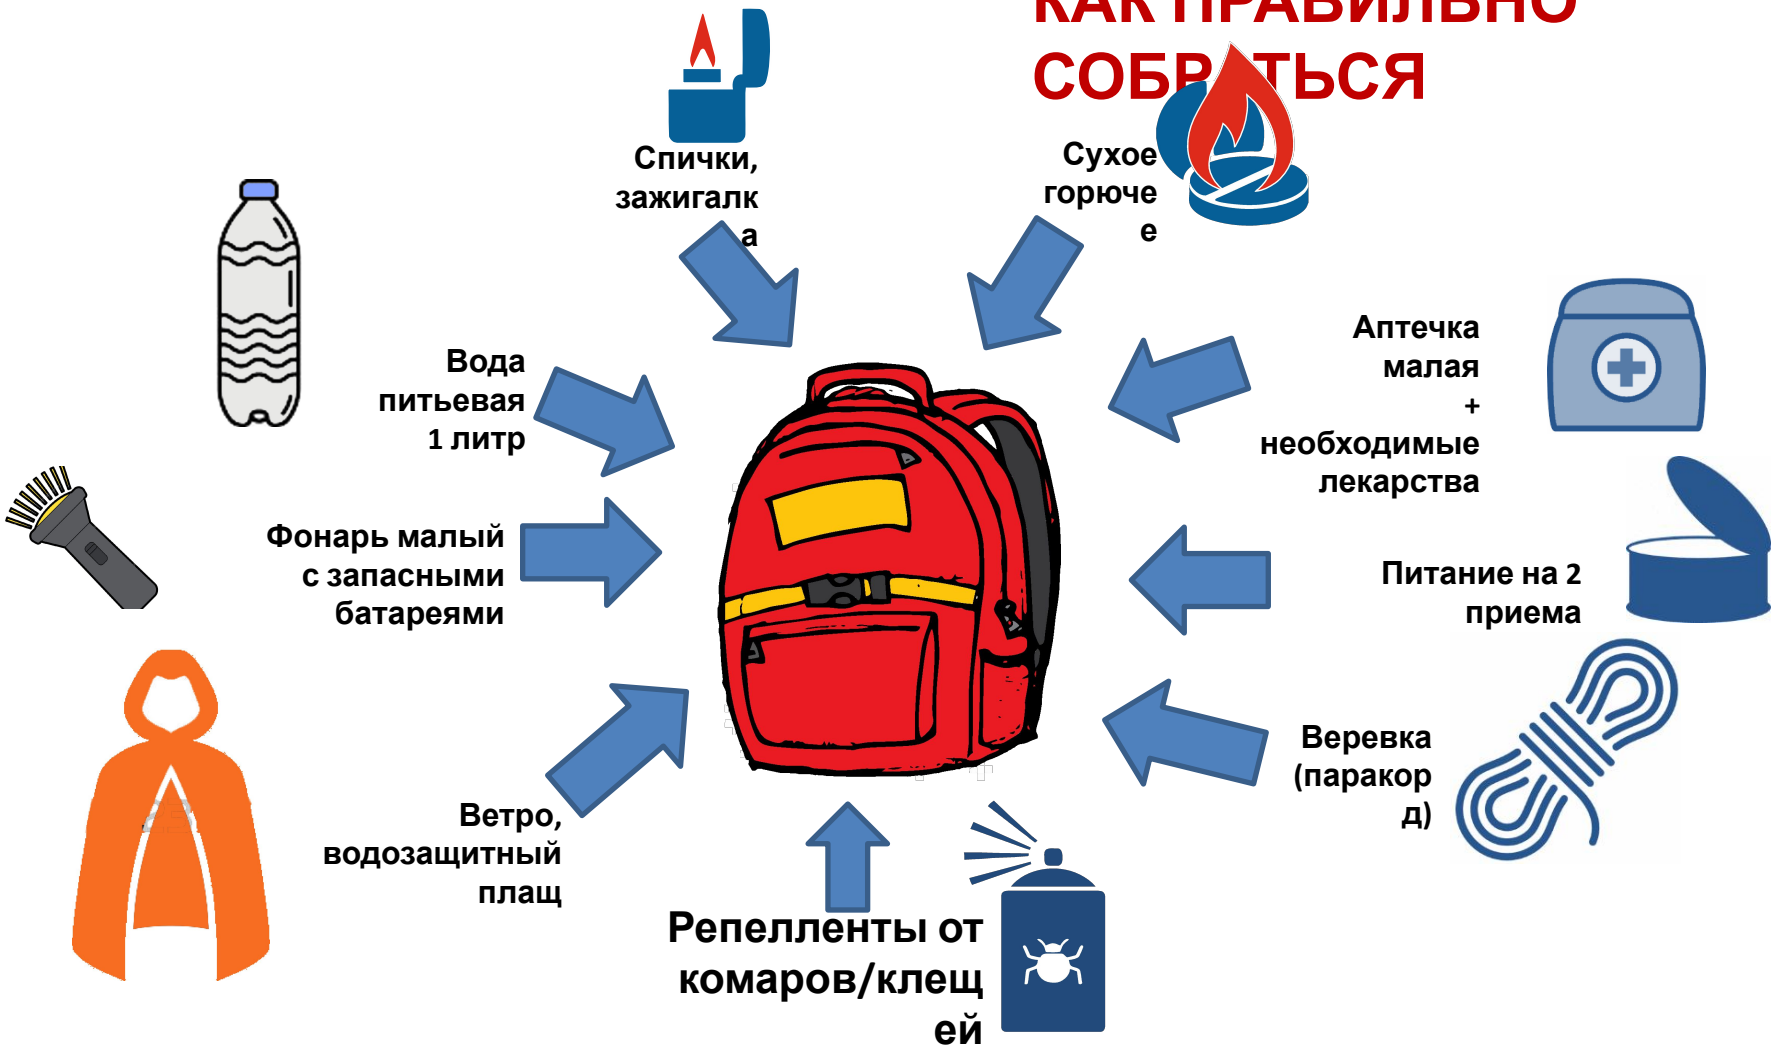 КАК ПРАВИЛЬНО
СОБРАТЬСЯ
Спички,
зажигалк
а
Сухое
горюче
е
Вода
питьевая
1 литр
Аптечка
малая
+
необходимые
лекарства
Фонарь малый
с запасными
батареями
Питание на 2
приема
Ветро,
водозащитный
плащ
Веревка
(паракор
д)
Репелленты от
комаров/клещ
ей